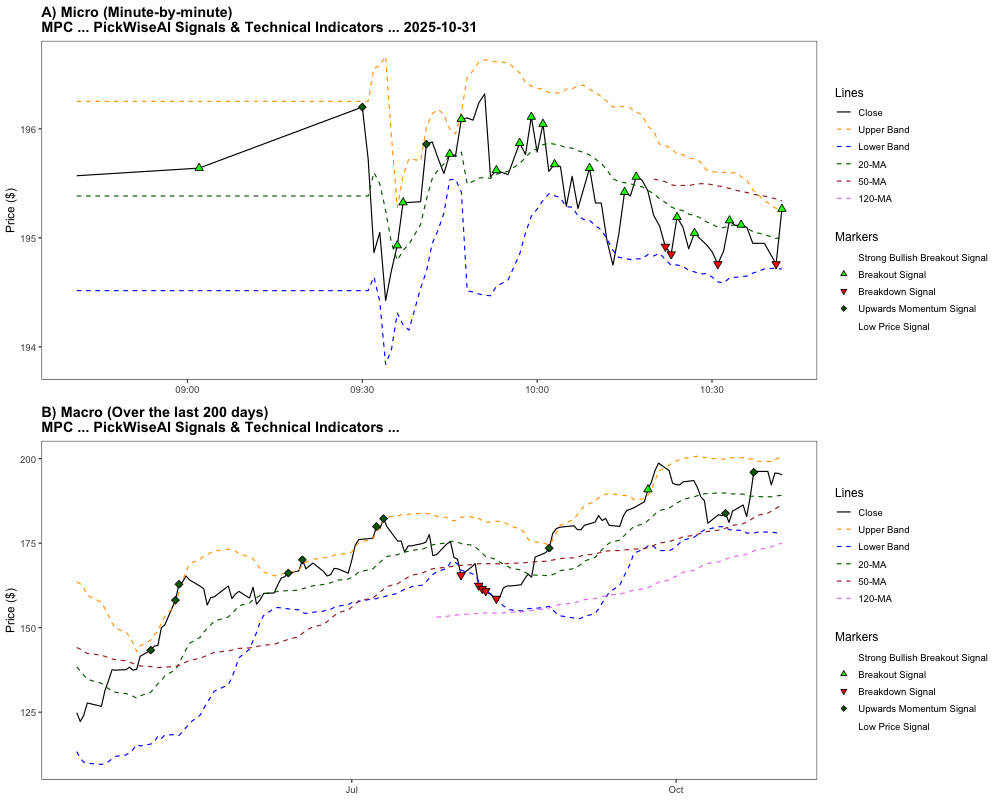 A) Micro (Minute-by-minute)
MPC ... PickWiseAI Signals & Technical Indicators ... 2025-10-31
Price ($)
196
195
194
09:00
09:30
10:00
10:30
Lines
Close
Upper Band
Lower Band
20-MA
50-MA
120-MA
Markers
Strong Bullish Breakout Signal
Breakout Signal
Breakdown Signal
Upwards Momentum Signal
Low Price Signal
B) Macro (Over the last 200 days)
MPC ... PickWiseAI Signals & Technical Indicators ...
Price ($)
200
175
150
125
Jul
Oct
Lines
Close
Upper Band
Lower Band
20-MA
50-MA
120-MA
Markers
Strong Bullish Breakout Signal
Breakout Signal
Breakdown Signal
Upwards Momentum Signal
Low Price Signal